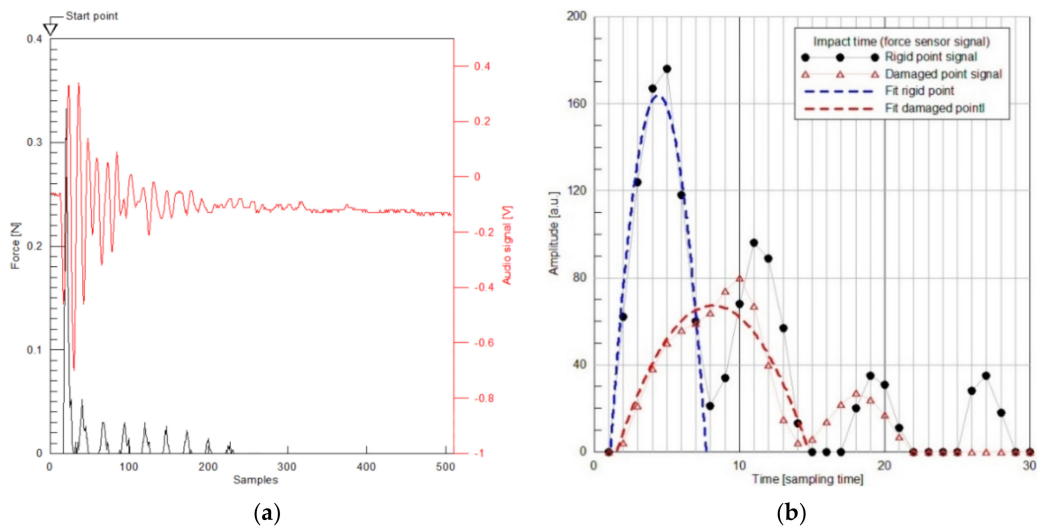 Start point
0.4
0.3
0.2
0.1
0
Force [N]
0
100
200
300
400
500
Samples
0.4
0.2
0
-0.2
-0.4
-0.6
-0.8
-1
Audio signal [V]
(a)
200
160
120
80
40
0
Amplitude [a.u.]
Impact time (force sensor signal)
Rigid point signal
Damaged point signal
Fit rigid point
Fit damaged pointl
0
10
20
30
Time [sampling time]
(b)